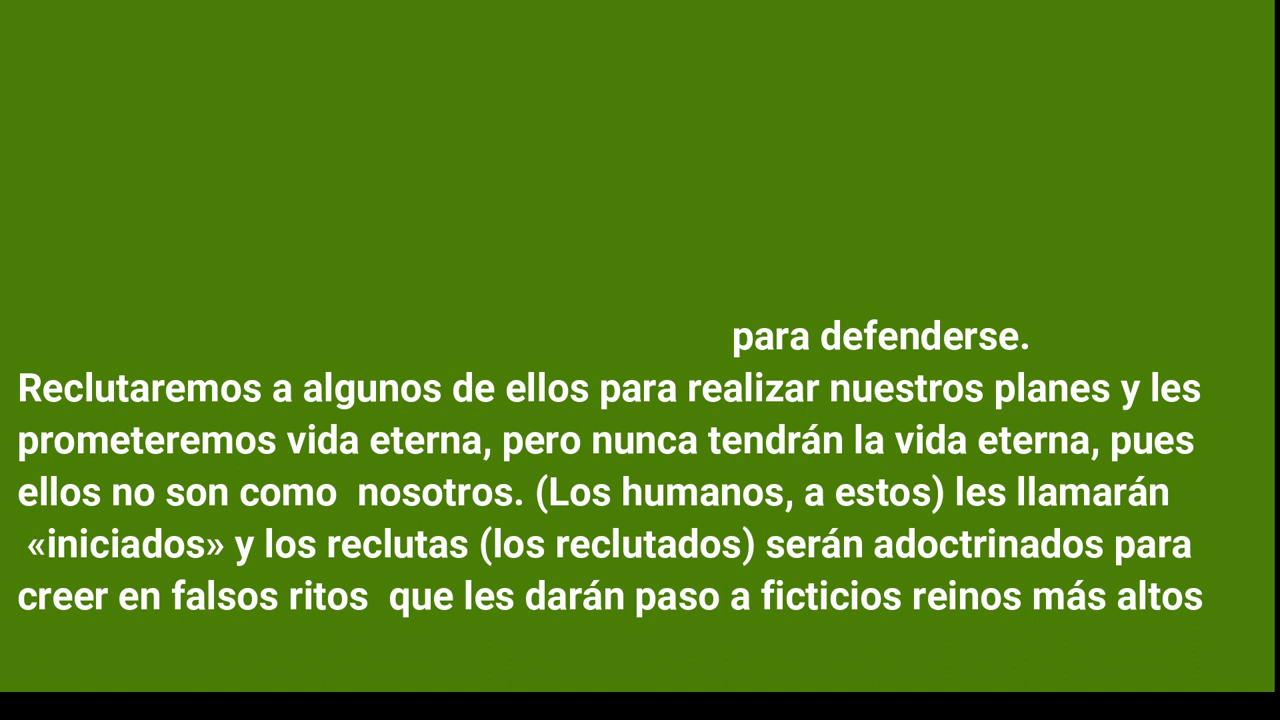 para defenderse.
Reclutaremos a algunos de ellos para realizar nuestros planes y les
prometeremos vida eterna, pero nunca tendrán la vida eterna, pues
ellos no son como  nosotros. (Los humanos, a estos) les llamarán
«iniciados» y los reclutas (los reclutados) serán adoctrinados para
creer en falsos ritos  que les darán paso a ficticios reinos más altos